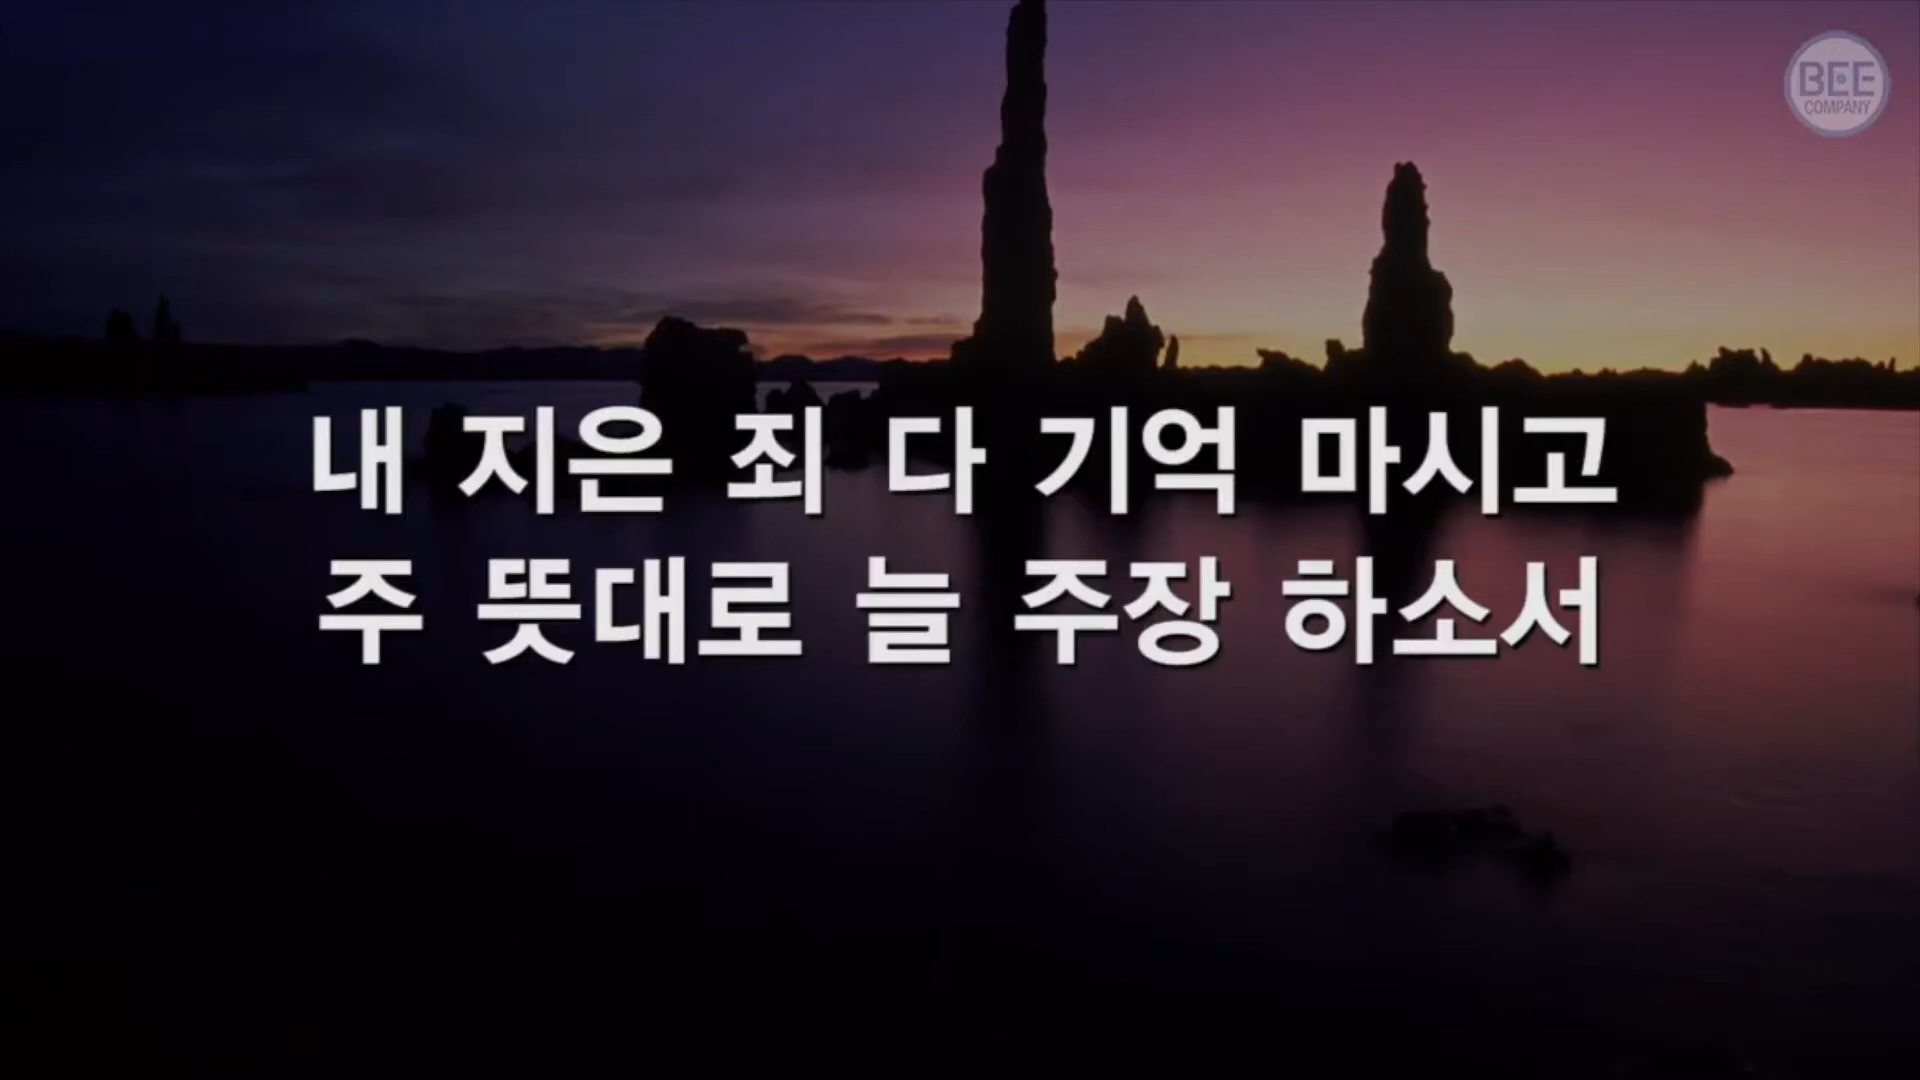 BEE
COMPANY
내 지은 죄 다 기억 마시고
주 뜻대로 늘 주장 하소서